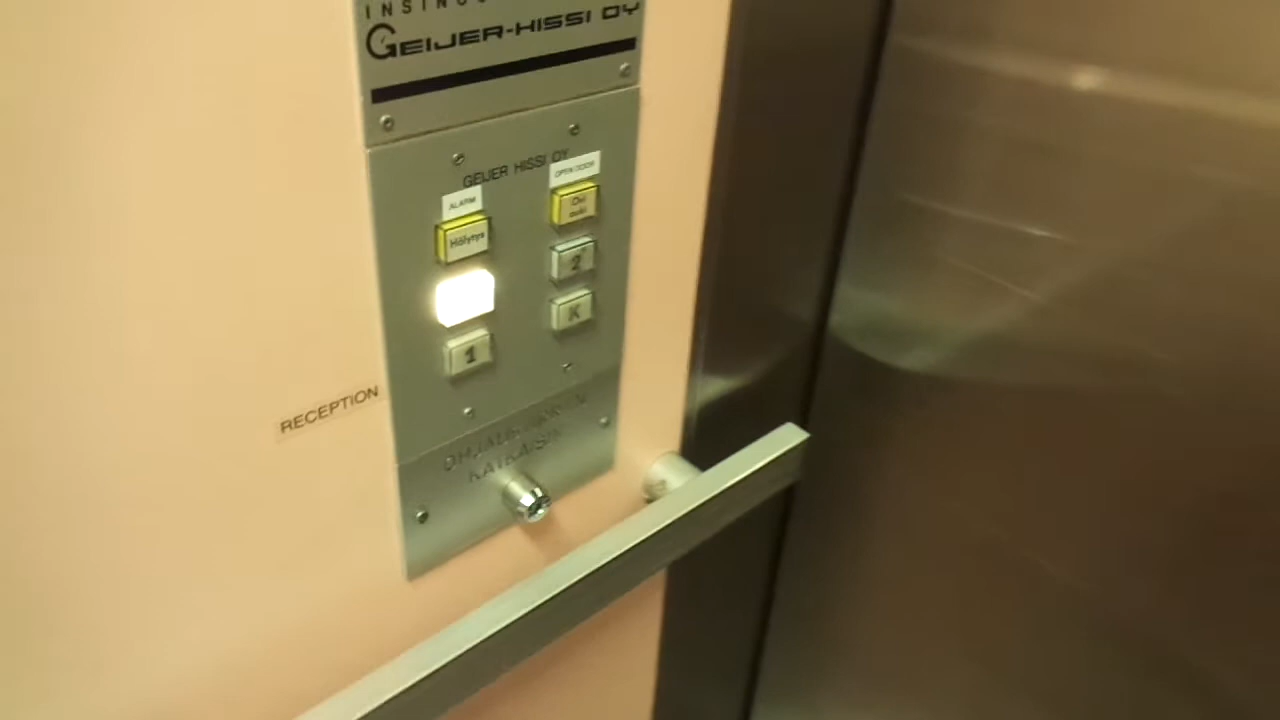 GEIJER-HISSI OY
GEIJER HISSI OY
ALARM
OPEN DOOR
Hälytys
Ovi
auki
2
K
1
RECEPTION